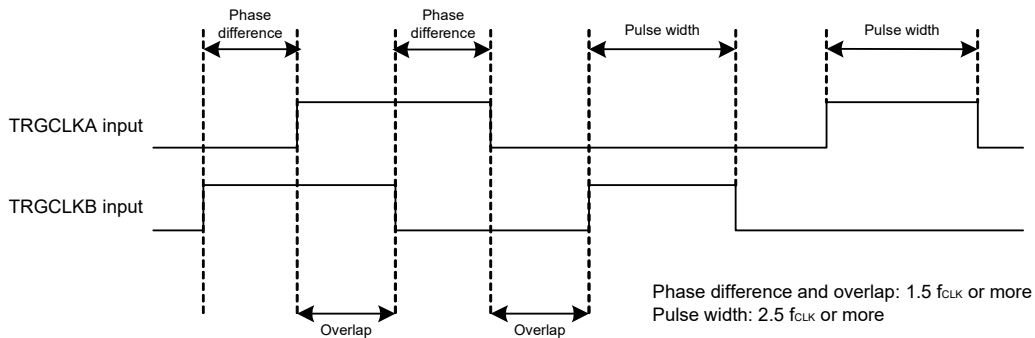 Phase
difference
Phase
difference
Pulse width
Pulse width
TRGCLKA input
TRGCLKB input
Overlap
Overlap
Phase difference and overlap: 1.5 fCLK or more
Pulse width: 2.5 fCLK or more